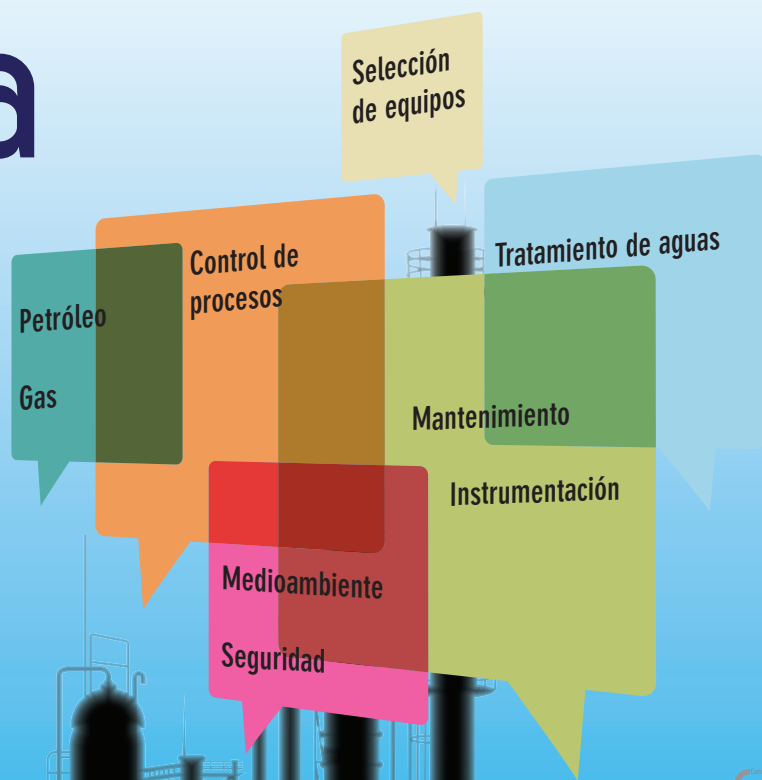 a
Selección
de equipos
Tratamiento de aguas
Control de
procesos
Petróleo
Gas
Mantenimiento
Instrumentación
Medioambiente
Seguridad